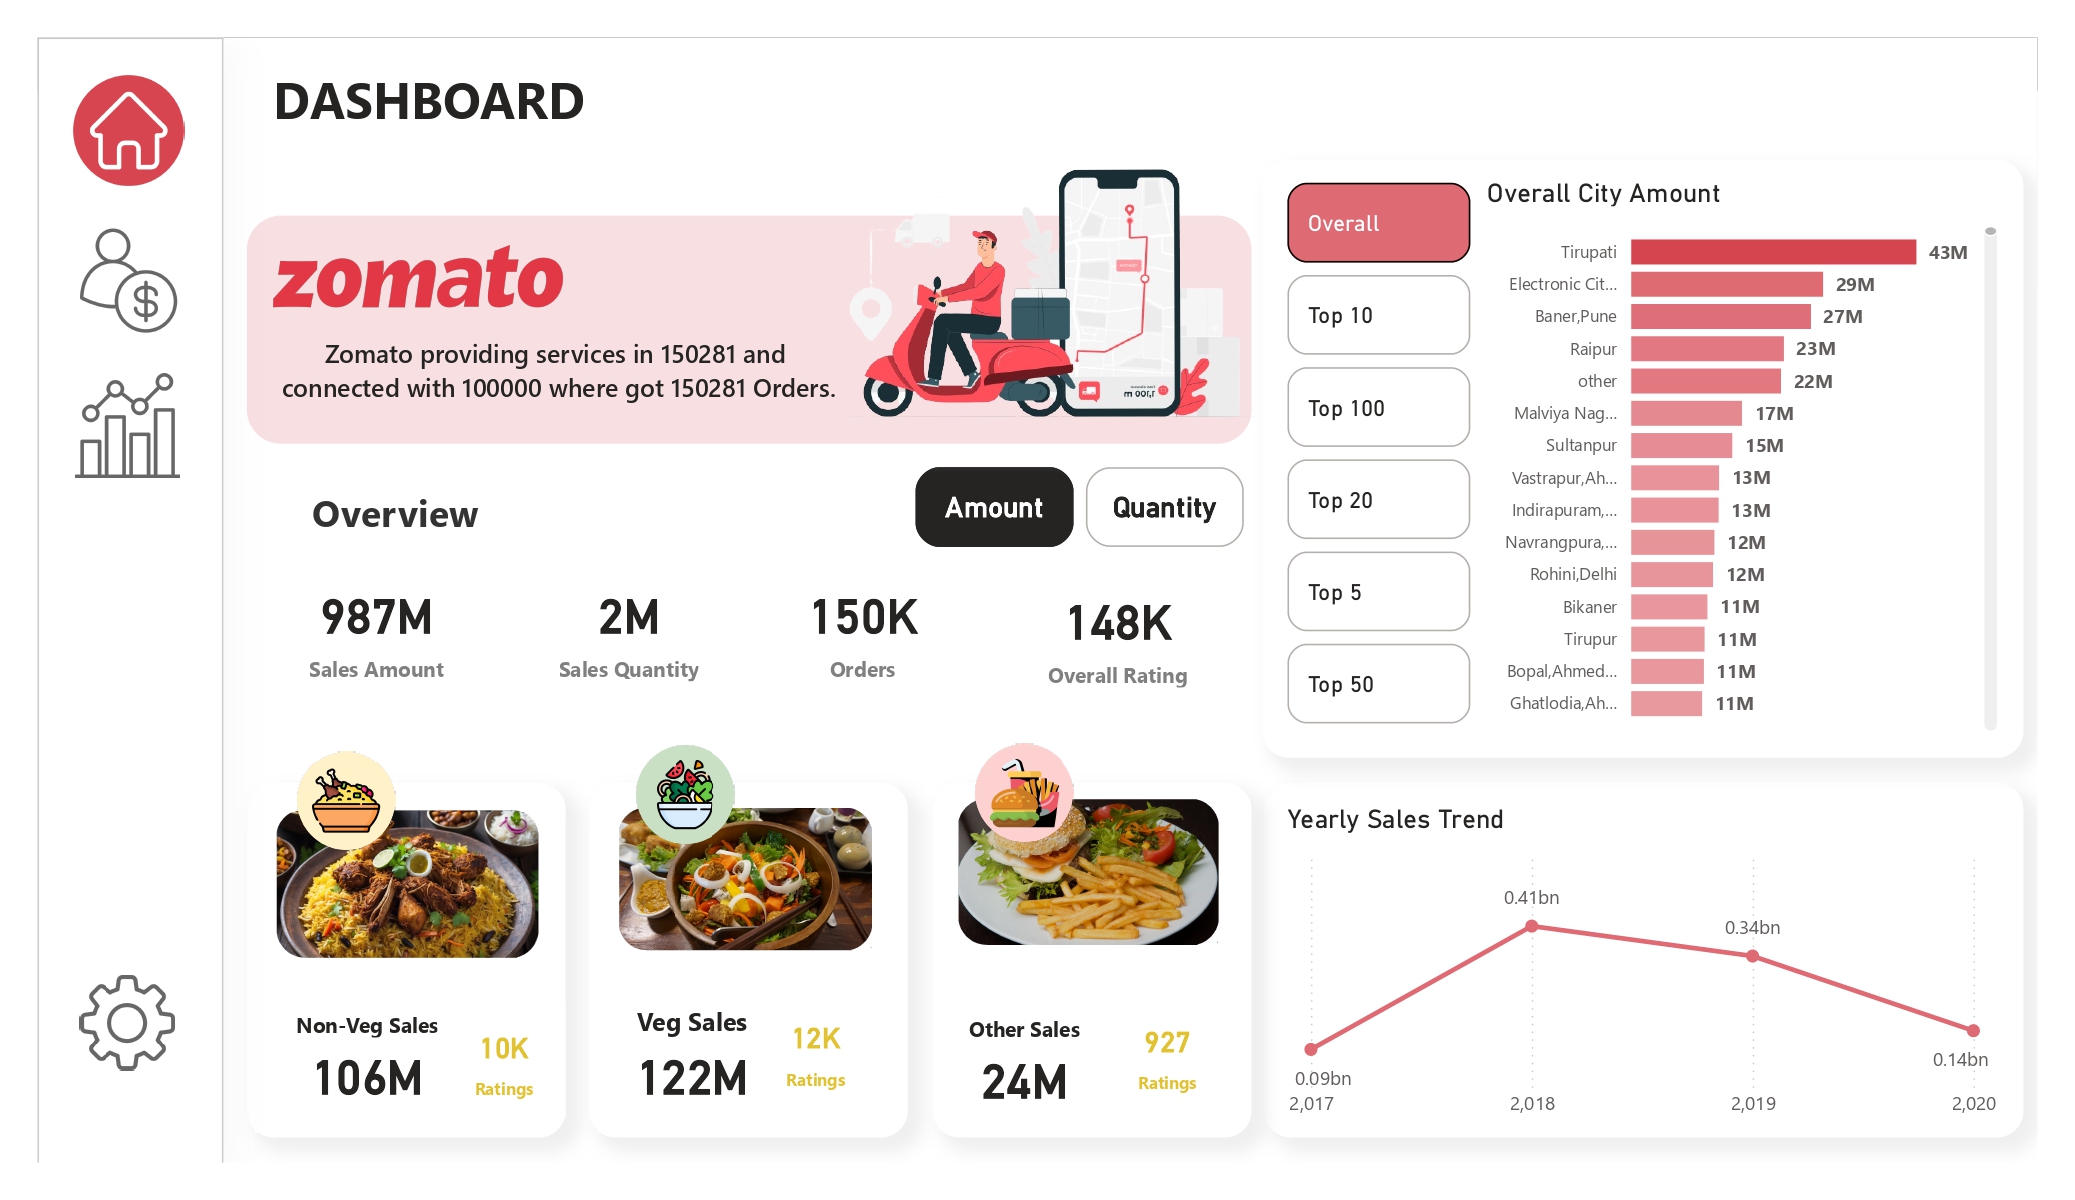 DASHBOARD
zomato
Zomato providing services in 150281 and
connected with 100000 where got 150281 Orders.
Overview
Amount
Quantity
987M
Sales Amount
2M
Sales Quantity
150K
Orders
148K
Overall Rating
Non-Veg Sales
106M
10K
Ratings
Veg Sales
122M
12K
Ratings
Other Sales
24M
927
Ratings
Overall
Top 10
Top 100
Top 20
Top 5
Top 50
Overall City Amount
Tirupati 43M
Electronic Cit... 29M
Baner,Pune 27M
Raipur 23M
other 22M
Malviya Nag... 17M
Sultanpur 15M
Vastrapur,Ah... 13M
Indirapuram,... 13M
Navrangpura,... 12M
Rohini,Delhi 12M
Bikaner 11M
Tirupur 11M
Bopal,Ahmed... 11M
Ghatlodia,Ah... 11M
Yearly Sales Trend
0.41bn
0.34bn
0.14bn
0.09bn
2,017 2,018 2,019 2,020